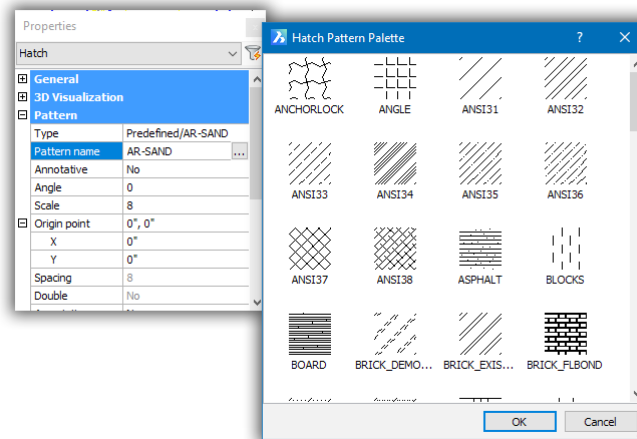 Properties
Hatch
General
3D Visualization
Pattern
Type Predefined/AR-SAND
Pattern name AR-SAND ...
Annotative No
Angle 0
Scale 8
Origin point 0", 0"
X 0"
Y 0"
Spacing 8
Double No
Hatch Pattern Palette ?
ANCHORLOCK ANGLE ANSI31 ANSI32
ANSI33 ANSI34 ANSI35 ANSI36
ANSI37 ANSI38 ASPHALT BLOCKS
BOARD BRICK_DEMO... BRICK_EXIS... BRICK_FLBOND
OK Cancel